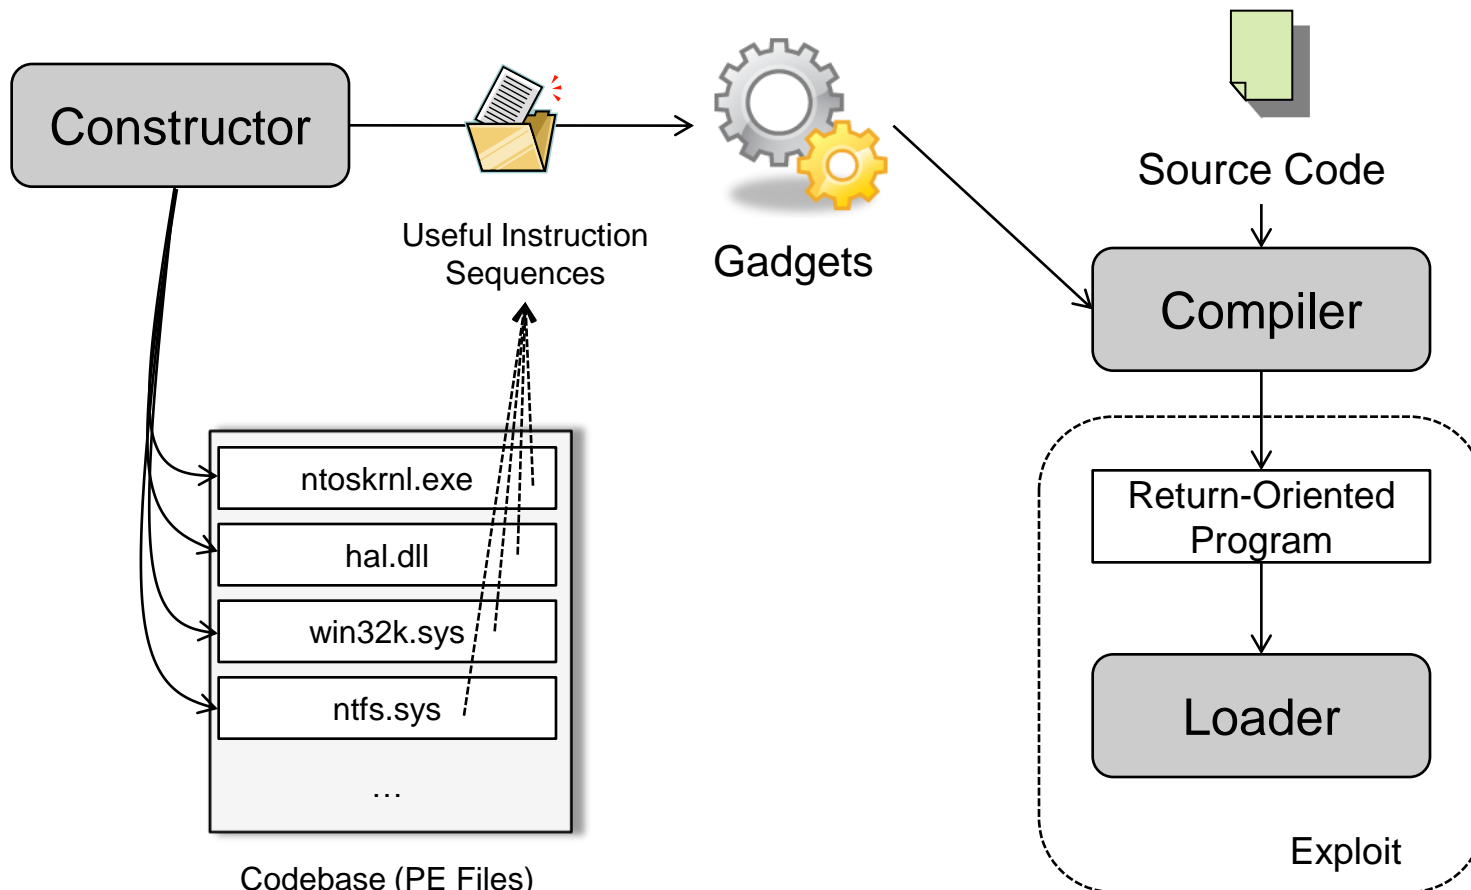 Constructor
Useful Instruction
Sequences
Gadgets
Source Code
Compiler
ntoskrnl.exe
hal.dll
win32k.sys
ntfs.sys
…
Codebase (PE Files)
Return-Oriented
Program
Loader
Exploit